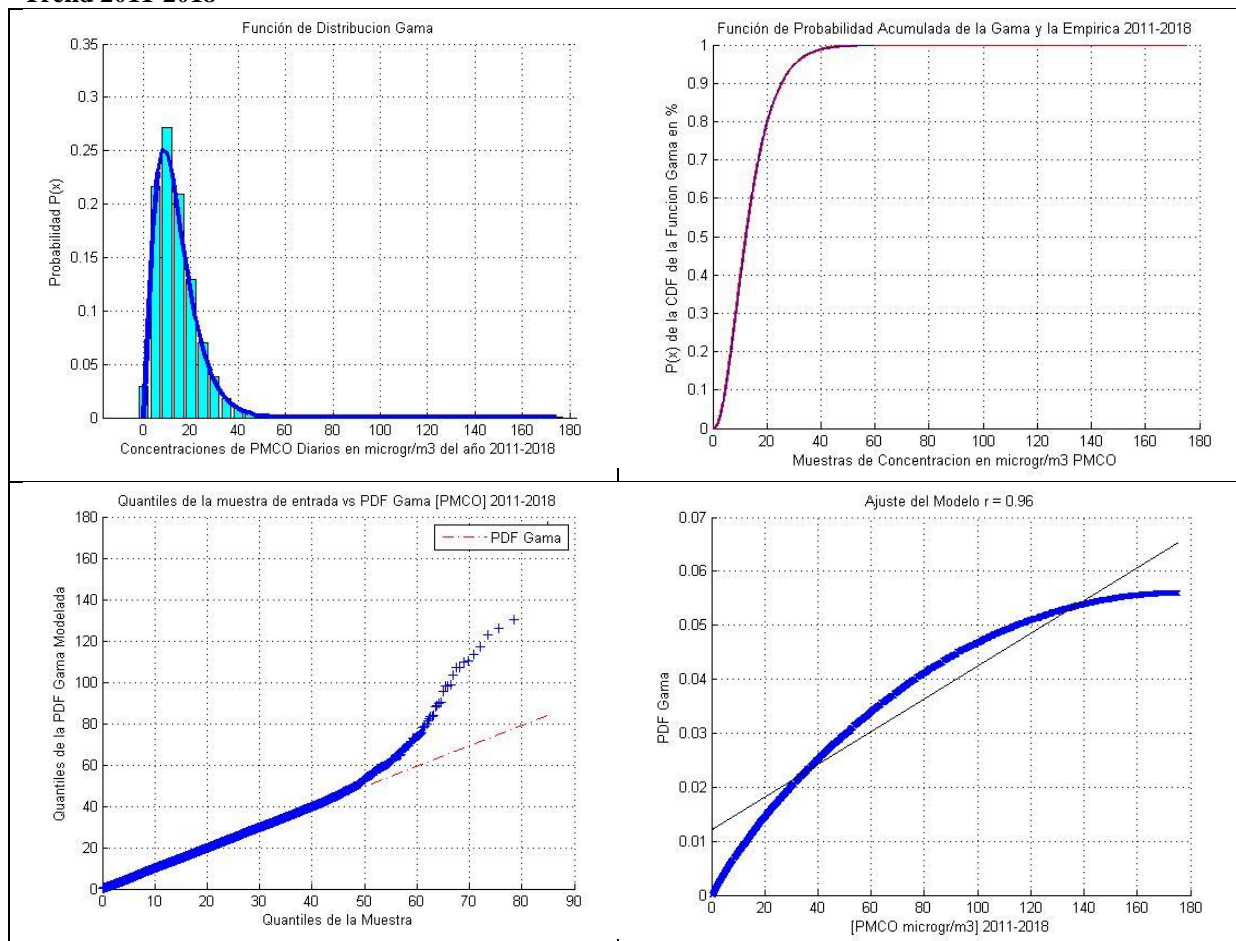 Trend 2011-2018
Función de Distribucion Gama
0.35
0.3
0.25
0.2
0.15
0.1
0.05
0
Probabilidad P(x)
0 20 40 60 80 100 120 140 160 180
Concentraciones de PMCO Diarios en microgr/m3 del año 2011-2018
Función de Probabilidad Acumulada de la Gama y la Empirica 2011-2018
1
0.9
0.8
0.7
0.6
0.5
0.4
0.3
0.2
0.1
0
P(x) de la CDF de la Funcion Gama en %
0 20 40 60 80 100 120 140 160 180
Muestras de Concentracion en microgr/m3 PMCO
Quantiles de la muestra de entrada vs PDF Gama [PMCO] 2011-2018
180
160
140
120
100
80
60
40
20
0
Quantiles de la PDF Gama Modelada
PDF Gama
0 10 20 30 40 50 60 70 80 90
Quantiles de la Muestra
Ajuste del Modelo r = 0.96
0.07
0.06
0.05
0.04
0.03
0.02
0.01
0
PDF Gama
0 20 40 60 80 100 120 140 160 180
[PMCO microgr/m3] 2011-2018